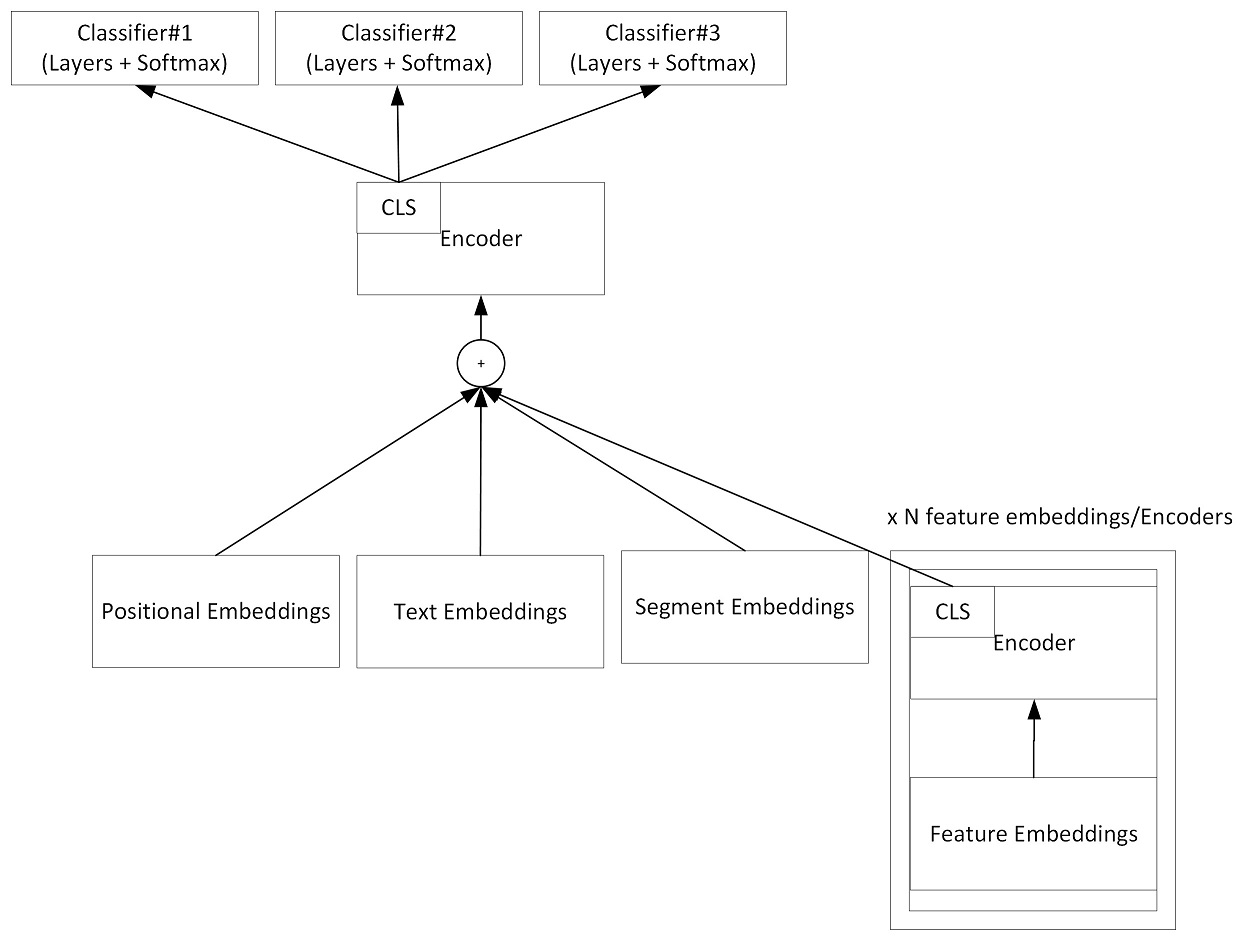 Classifier#1
(Layers + Softmax)
Classifier#2
(Layers + Softmax)
Classifier#3
(Layers + Softmax)
CLS
Encoder
+
x N feature embeddings/Encoders
Positional Embeddings
Text Embeddings
Segment Embeddings
CLS
Encoder
Feature Embeddings